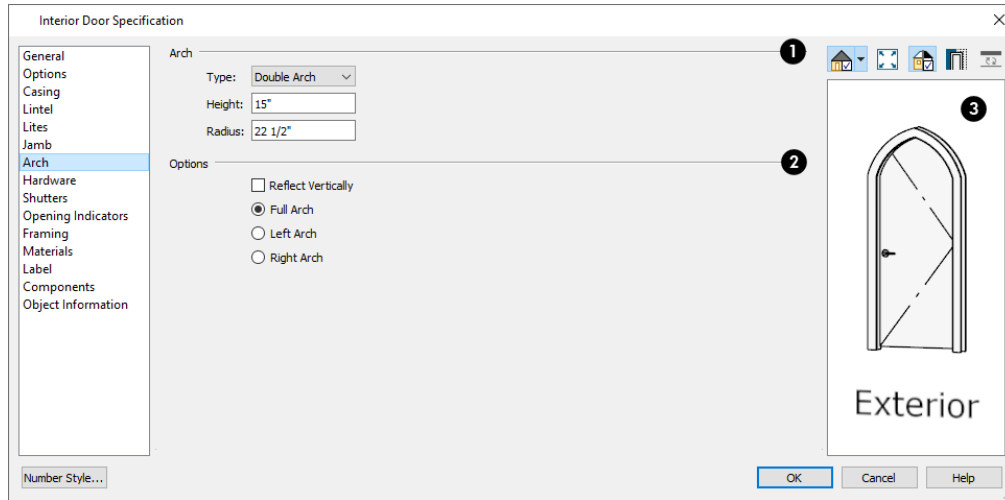 Interior Door Specification
General
Options
Casing
Lintel
Lites
Jamb
Arch
Hardware
Shutters
Opening Indicators
Framing
Materials
Label
Components
Object Information
Arch
1
Type: Double Arch
Height: 15"
Radius: 22 1/2"
Options
2
Reflect Vertically
Full Arch
Left Arch
Right Arch
3
Exterior
Number Style...
OK
Cancel
Help